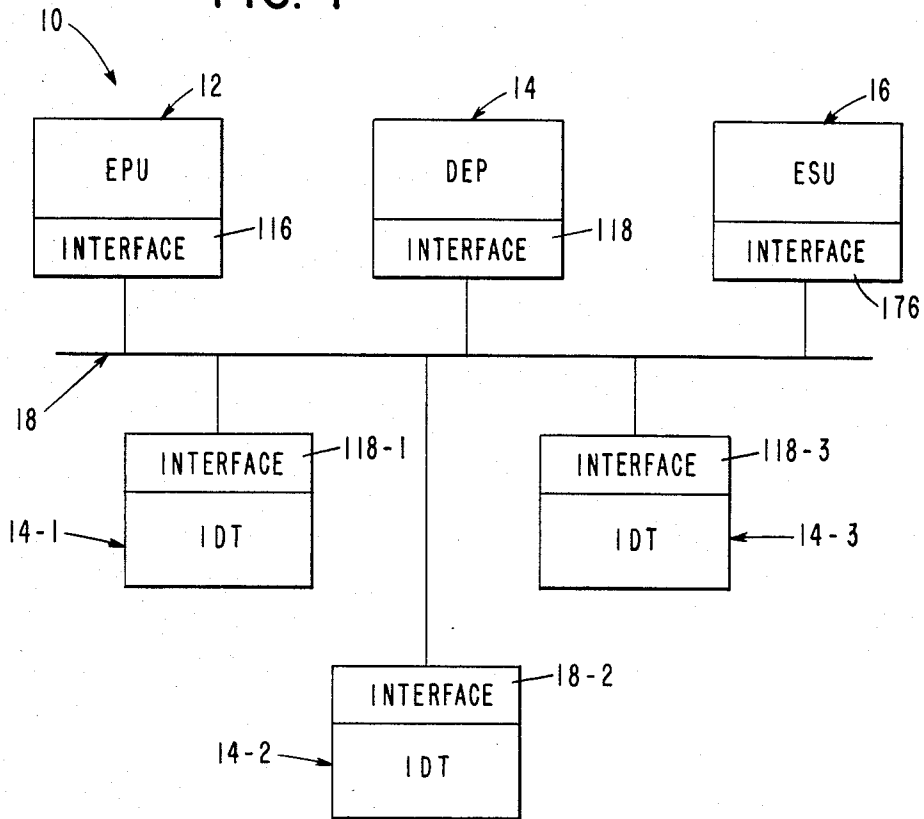 10
12
14
16
EPU
DEP
ESU
INTERFACE
116
INTERFACE
118
INTERFACE
176
18
INTERFACE
118-1
INTERFACE
118-3
14-1
IDT
IDT
14-3
INTERFACE
18-2
14-2
IDT